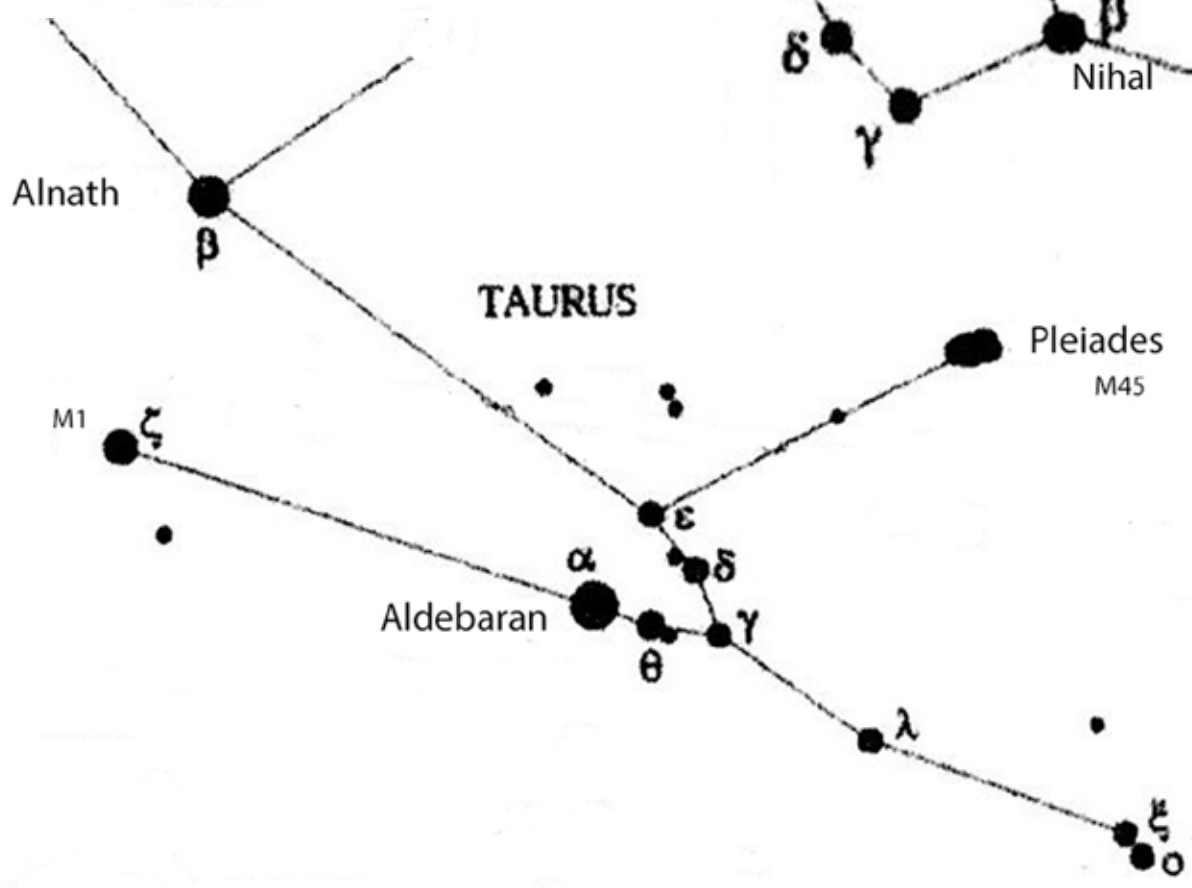 β
δ
Nihal
γ
Alnath
β
TAURUS
Pleiades
M45
M1
ζ
ε
α
δ
Aldebaran
γ
θ
λ
ξ
ο